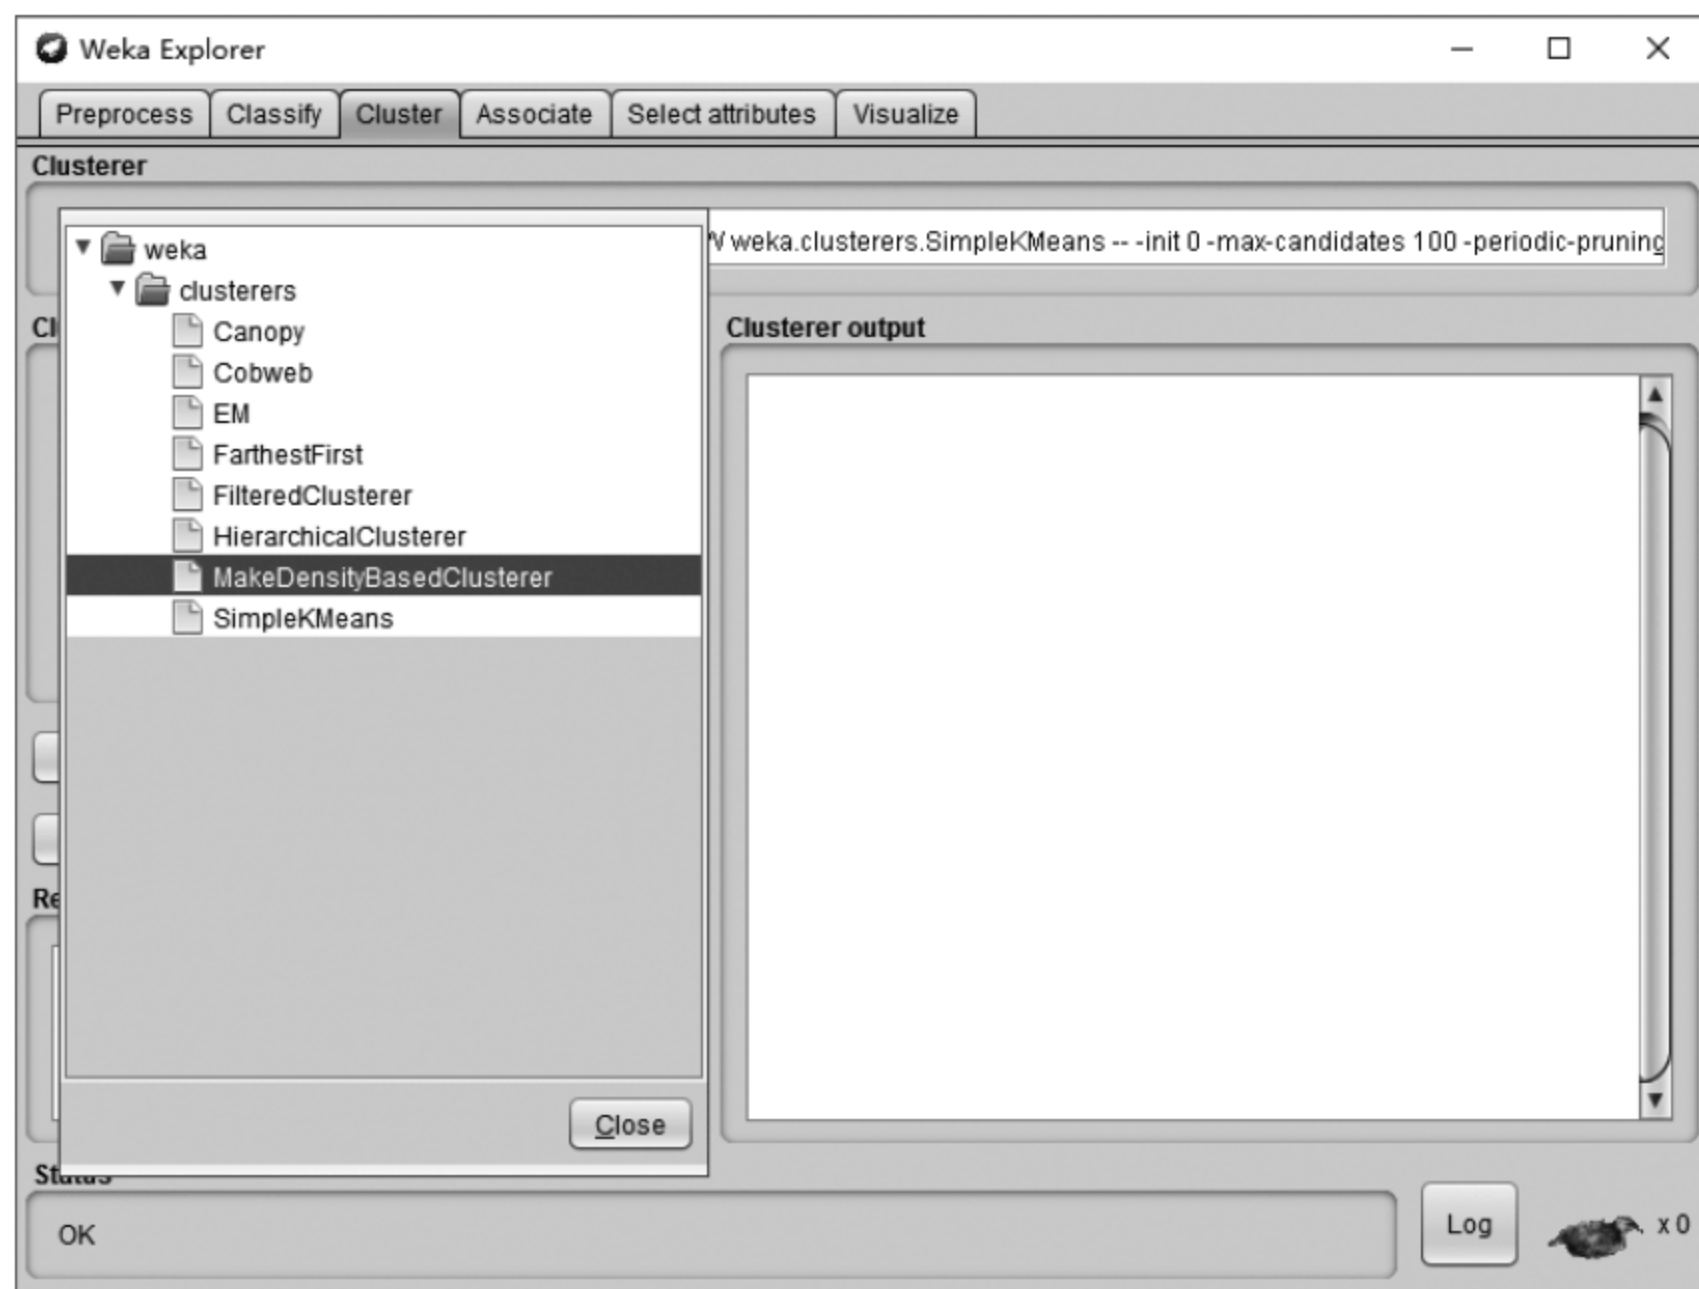 Weka Explorer
Preprocess Classify Cluster Associate Select attributes Visualize
Clusterer
weka.clusterers.SimpleKMeans -- -init 0 -max-candidates 100 -periodic-pruning
weka
clusterers
Canopy
Cobweb
EM
FarthestFirst
FilteredClusterer
HierarchicalClusterer
MakeDensityBasedClusterer
SimpleKMeans
Close
Clusterer output
Status
OK
Log
x 0